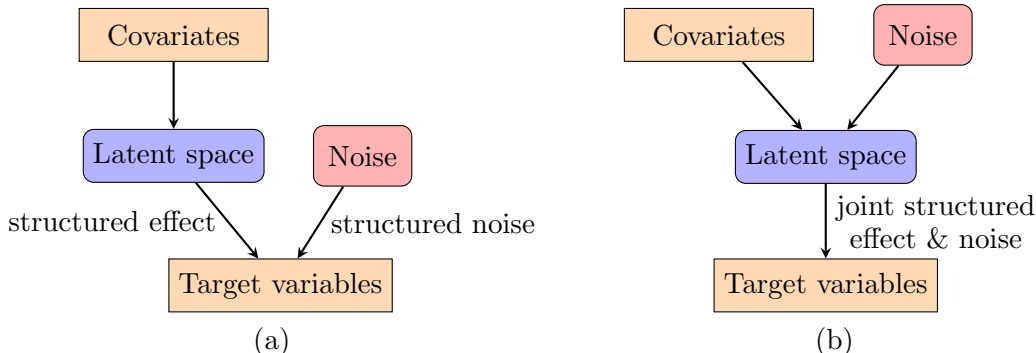 Covariates
Latent space
Noise
structured effect
structured noise
Target variables
(a)
Covariates
Noise
Latent space
joint structured
effect & noise
Target variables
(b)